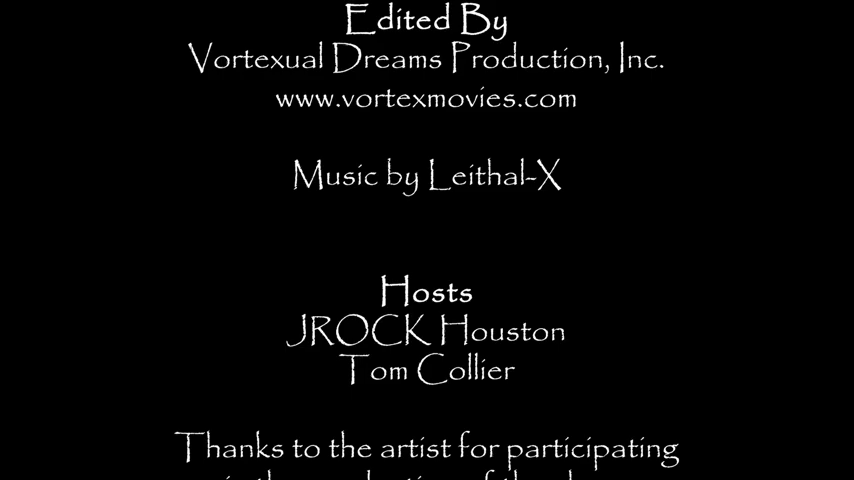 Edited By
Vortexual Dreams Production, Inc.
www.vortexmovies.com
Music by Leithal-X
Hosts
JROCK Houston
Tom Collier
Thanks to the artist for participating